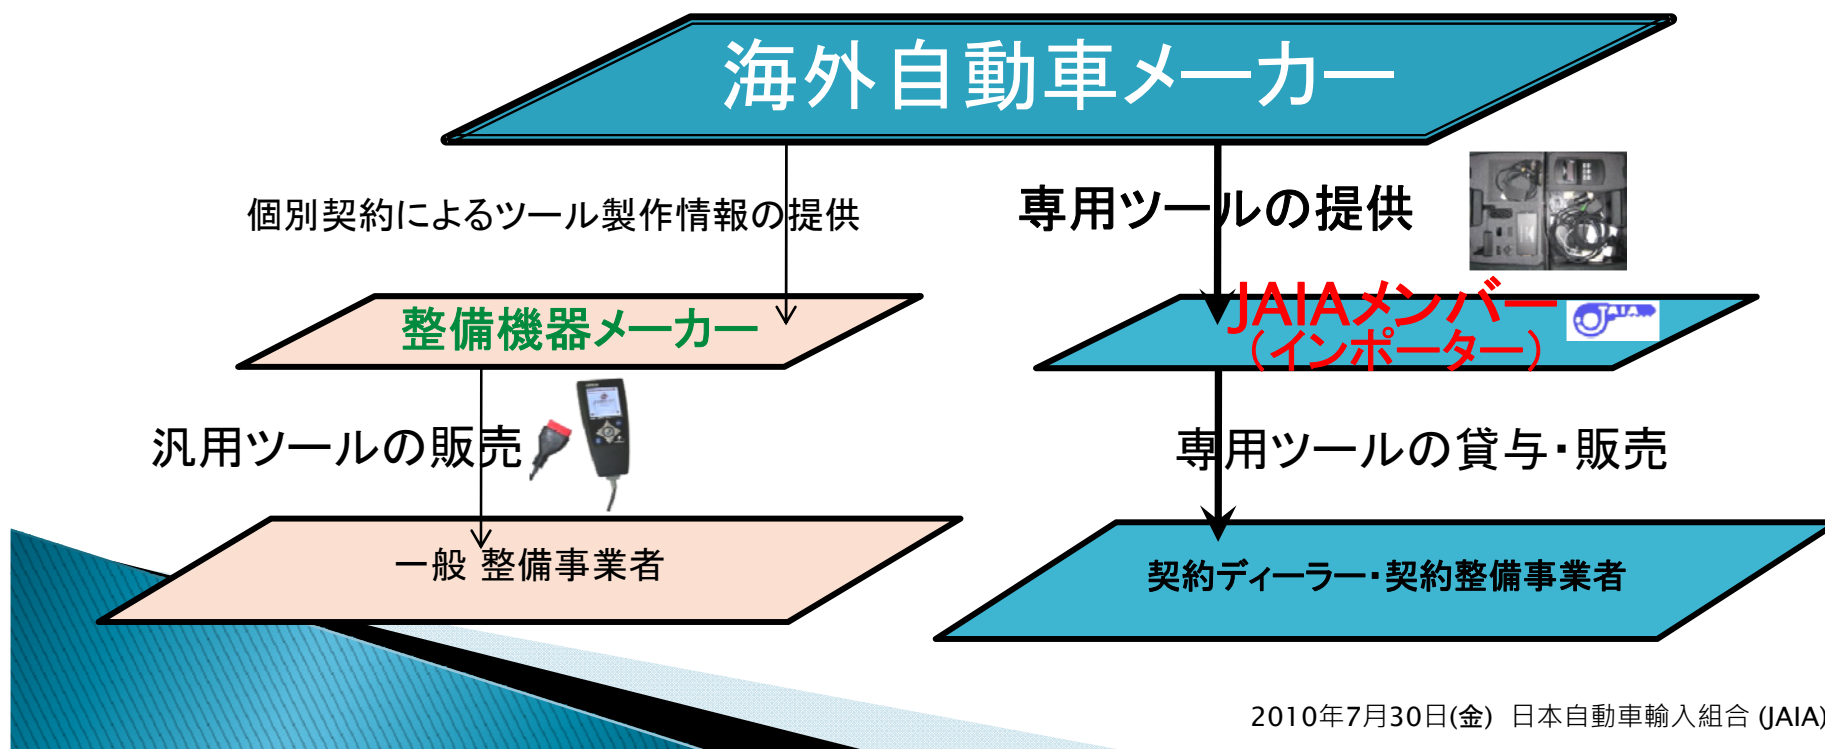 海外自動車メーカー
個別契約によるツール製作情報の提供
専用ツールの提供
整備機器メーカー
JAIAメンバー
（インポーター）
JAIA
汎用ツールの販売
専用ツールの貸与・販売
一般 整備事業者
契約ディーラー・契約整備事業者
2010年7月30日(金) 日本自動車輸入組合 (JAIA)